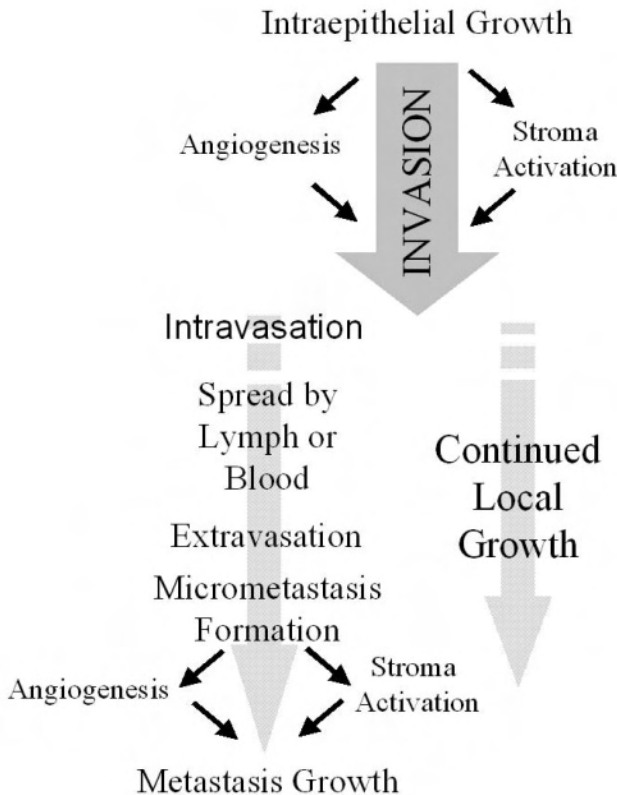 Intraepithelial Growth
Angiogenesis
INVASION
Stroma
Activation
Intravasation
Spread by
Lymph or
Blood
Continued
Local
Growth
Extravasation
Micrometastasis
Formation
Angiogenesis
Stroma
Activation
Metastasis Growth